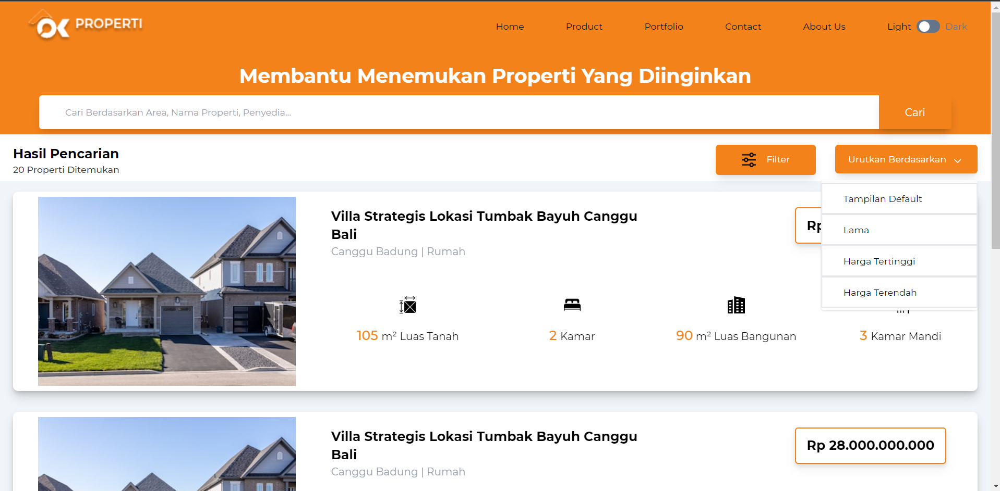 OK PROPERTI
Home
Product
Portfolio
Contact
About Us
Light
Dark
Membantu Menemukan Properti Yang Diinginkan
Cari Berdasarkan Area, Nama Properti, Penyedia...
Cari
Hasil Pencarian
20 Properti Ditemukan
Filter
Urutkan Berdasarkan
Tampilan Default
Lama
Harga Tertinggi
Harga Terendah
Villa Strategis Lokasi Tumbak Bayuh Canggu
Bali
Canggu Badung | Rumah
Rp
105 m² Luas Tanah
2 Kamar
90 m² Luas Bangunan
3 Kamar Mandi
Villa Strategis Lokasi Tumbak Bayuh Canggu
Bali
Canggu Badung | Rumah
Rp 28.000.000.000